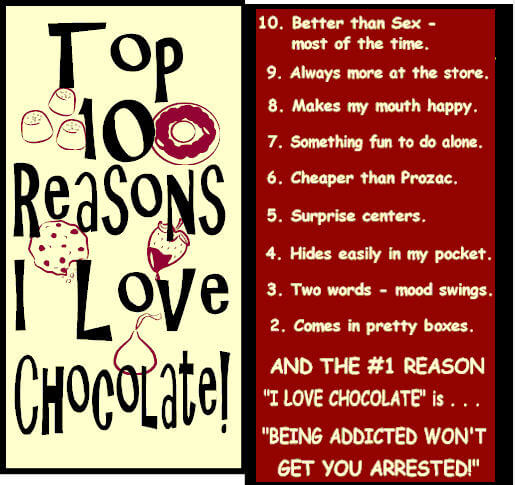 Top
10
Reasons
I Love
Chocolate!
10. Better than Sex -
most of the time.
9. Always more at the store.
8. Makes my mouth happy.
7. Something fun to do alone.
6. Cheaper than Prozac.
5. Surprise centers.
4. Hides easily in my pocket.
3. Two words - mood swings.
2. Comes in pretty boxes.
AND THE #1 REASON
"I LOVE CHOCOLATE" is . . .
"BEING ADDICTED WON'T
GET YOU ARRESTED!"